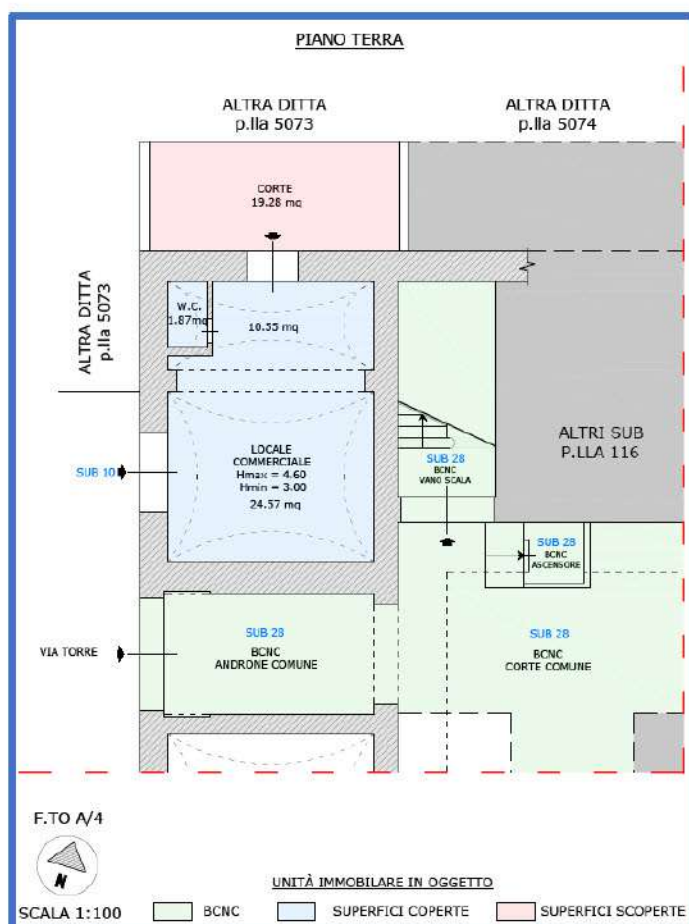 PIANO TERRA
ALTRA DITTA
p.lla 5073
ALTRA DITTA
p.lla 5074
CORTE
19.28 mq
ALTRA DITTA
p.lla 5073
W.C.
1.87mq
10.55 mq
LOCALE
COMMERCIALE
Hmax = 4.60
Hmin = 3.00
24.57 mq
SUB 10
ALTRI SUB
P.LLA 116
SUB 28
BCNC
VANO SCALA
SUB 28
BCNC
ASCENSORE
VIA TORRE
SUB 28
BCNC
ANDRONE COMUNE
SUB 28
BCNC
CORTE COMUNE
F.TO A/4
N
SCALA 1:100
UNITÀ IMMOBILARE IN OGGETTO
BCNC
SUPERFICI COPERTE
SUPERFICI SCOPERTE